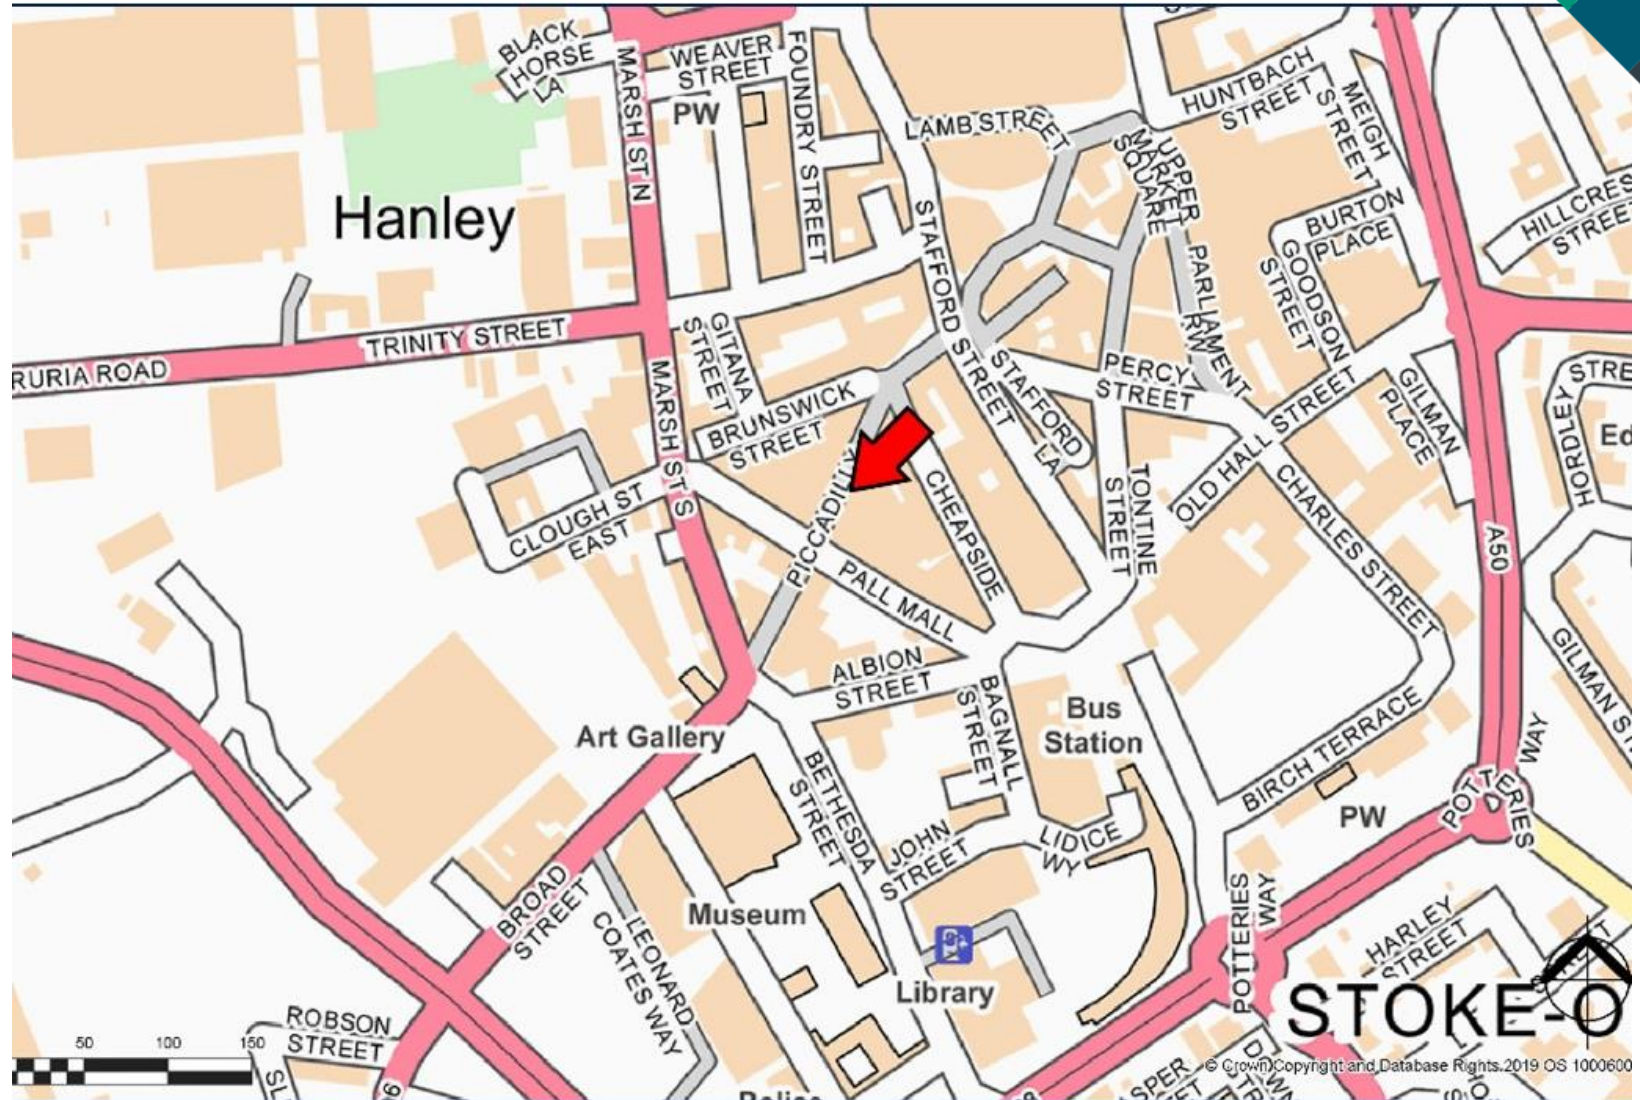 BLACK
HORSE
LA
MARSH ST N
WEAVER
STREET
PW
FOUNDRY STREET
LAMB STREET
HUNTBACH
STREET
MEIGH
STREET
UPPER
MARKET
SQUARE
Hanley
STAFFORD STREET
BURTON
PLACE
GOODSON
STREET
PARLIAMENT
RW
TRINITY STREET
RURIA ROAD
GITANA
STREET
MARSH ST S
BRUNSWICK
STREET
STAFFORD
LA
PERCY
STREET
OLD HALL STREET
GILMAN
PLACE
HORDLEY
STRE
HILLCRES
STREE
Ed
CLOUGH ST
EAST
PICCADILLY
CHEAPSIDE
TONTINE
STREET
CHARLES STREET
A50
PALL MALL
ALBION
STREET
BAGNALL
STREET
Bus
Station
Art Gallery
BETHESDA
STREET
JOHN
STREET
LIDICE
WY
BIRCH TERRACE
PW
POTTERIES
WAY
GILMAN ST
BROAD
STREET
LEONARD
COATES WAY
Museum
Library
POTTERIES
WAY
HARLEY
STREET
STOKE-O
ROBSON
STREET
50 100 150
© Crown Copyright and Database Rights 2019 OS 1000600